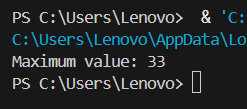 PS C:\Users\Lenovo>  & 'C:
C:\Users\Lenovo\AppData\Lo
Maximum value: 33
PS C:\Users\Lenovo>